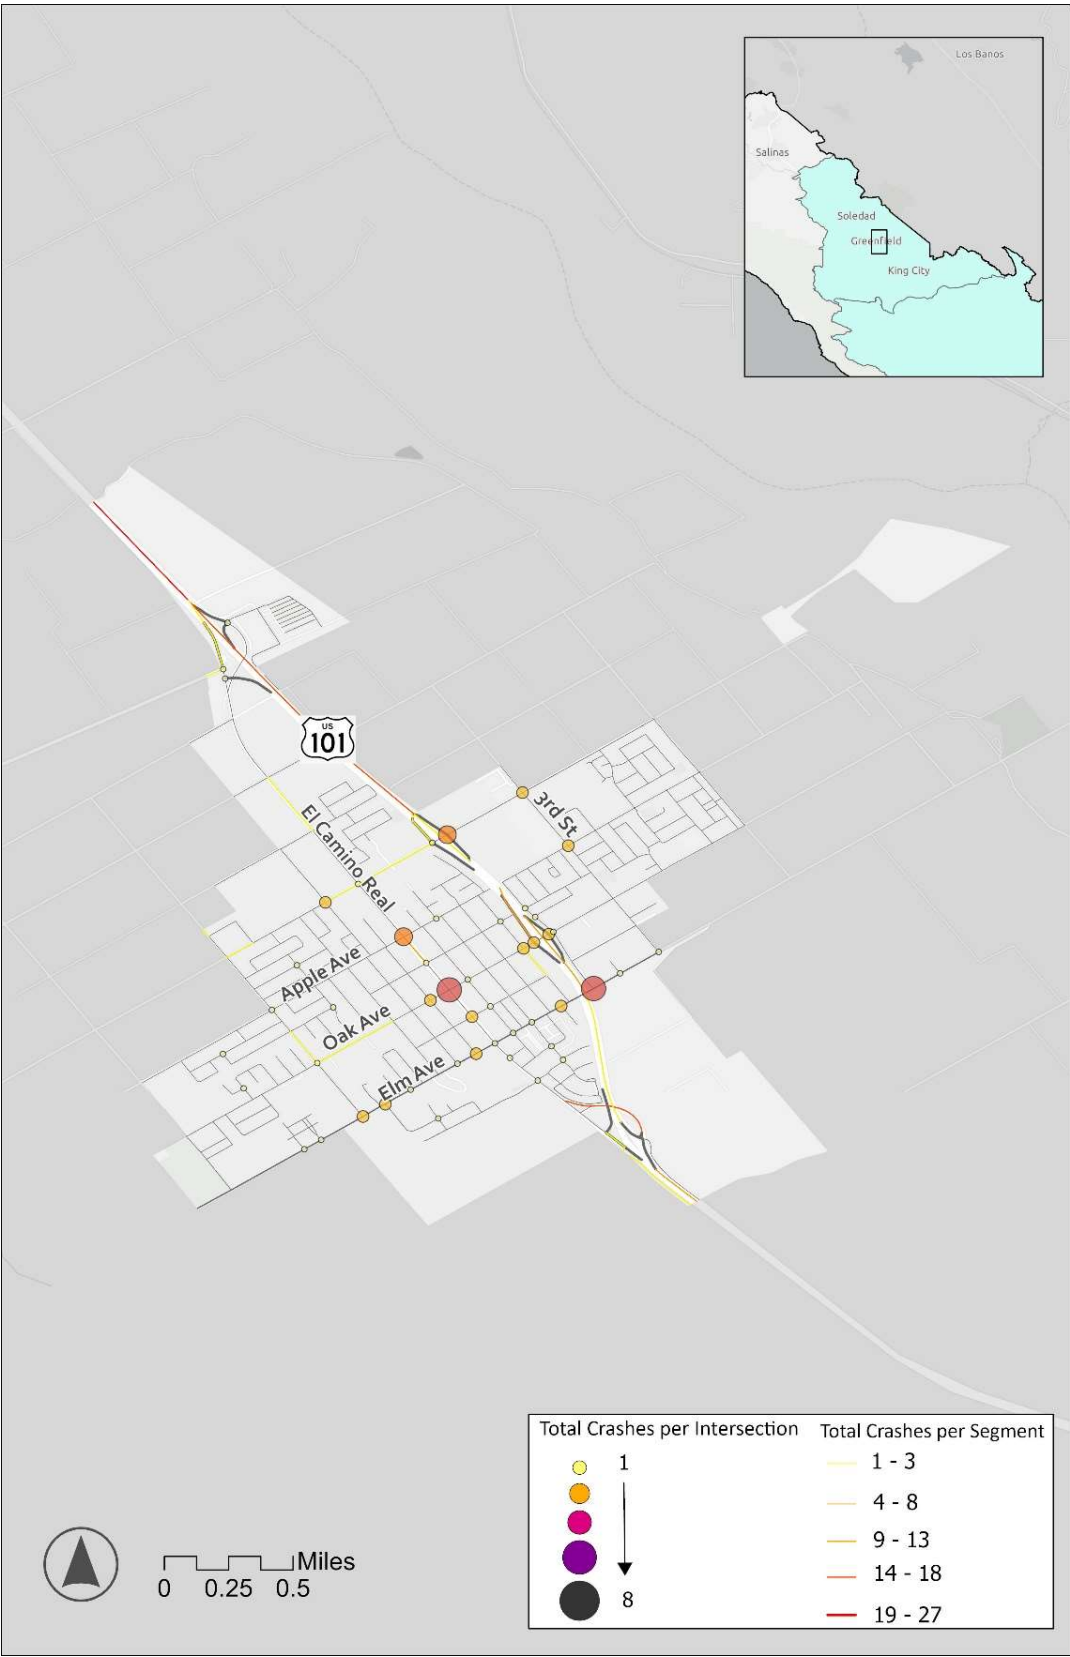 Los Banos
Salinas
Soledad
Greenfield
King City
US
101
3rd St
El Camino Real
Apple Ave
Oak Ave
Elm Ave
Total Crashes per Intersection
1
8
Total Crashes per Segment
1 - 3
4 - 8
9 - 13
14 - 18
19 - 27
Miles
0 0.25 0.5